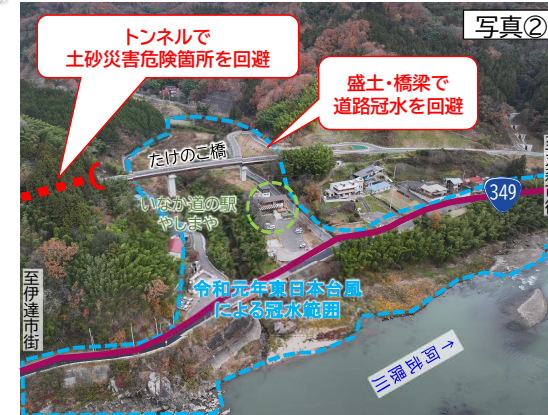 写真②
トンネルで
土砂災害危険箇所を回避
盛土・橋梁で
道路冠水を回避
たけのこ橋
いなか道の駅
やしまや
349
至伊達市街
令和元年東日本台風
による冠水範囲
↑阿武隈川